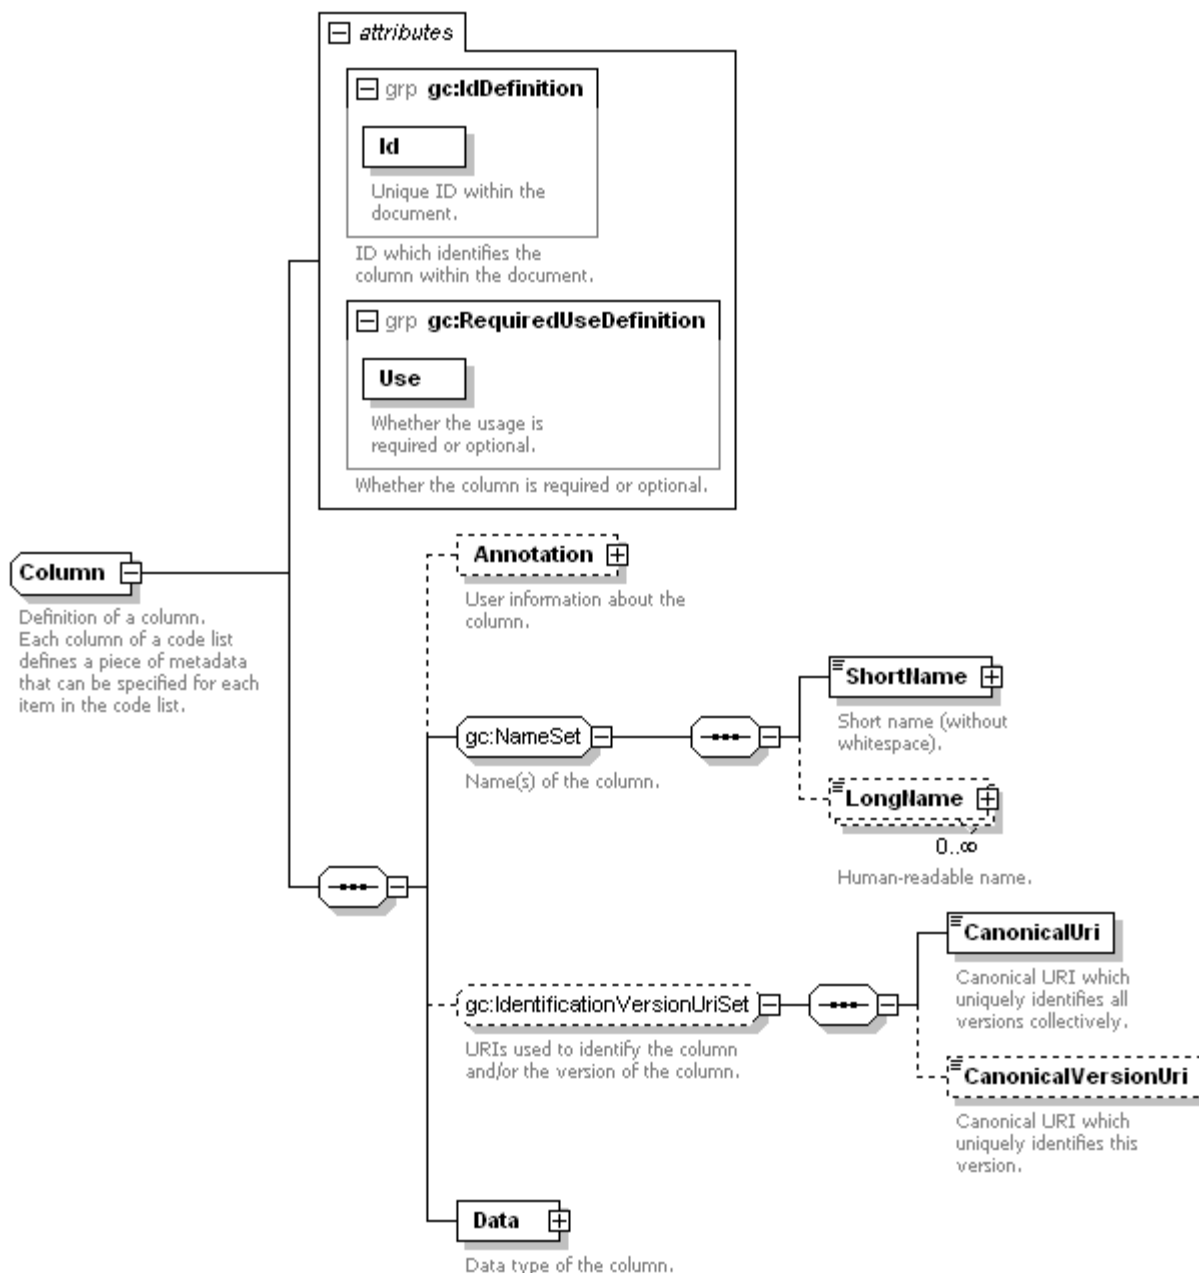 attributes
grp gc:IdDefinition
Id
Unique ID within the
document.
ID which identifies the
column within the document.
grp gc:RequiredUseDefinition
Use
Whether the usage is
required or optional.
Whether the column is required or optional.
Column
Definition of a column.
Each column of a code list
defines a piece of metadata
that can be specified for each
item in the code list.
Annotation
User information about the
column.
gc:NameSet
Name(s) of the column.
ShortName
Short name (without
whitespace).
LongName
0..∞
Human-readable name.
gc:IdentificationVersionUriSet
URIs used to identify the column
and/or the version of the column.
CanonicalUri
Canonical URI which
uniquely identifies all
versions collectively.
CanonicalVersionUri
Canonical URI which
uniquely identifies this
version.
Data
Data type of the column.